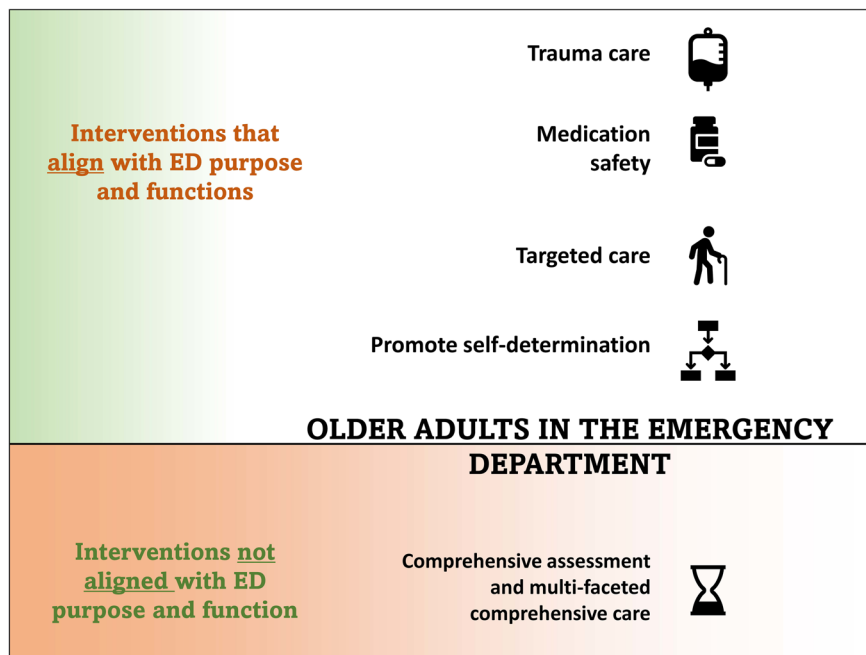 Trauma care
Interventions that
align with ED purpose
and functions
Medication
safety
Targeted care
Promote self-determination
OLDER ADULTS IN THE EMERGENCY
DEPARTMENT
Interventions not
aligned with ED
purpose and function
Comprehensive assessment
and multi-faceted
comprehensive care